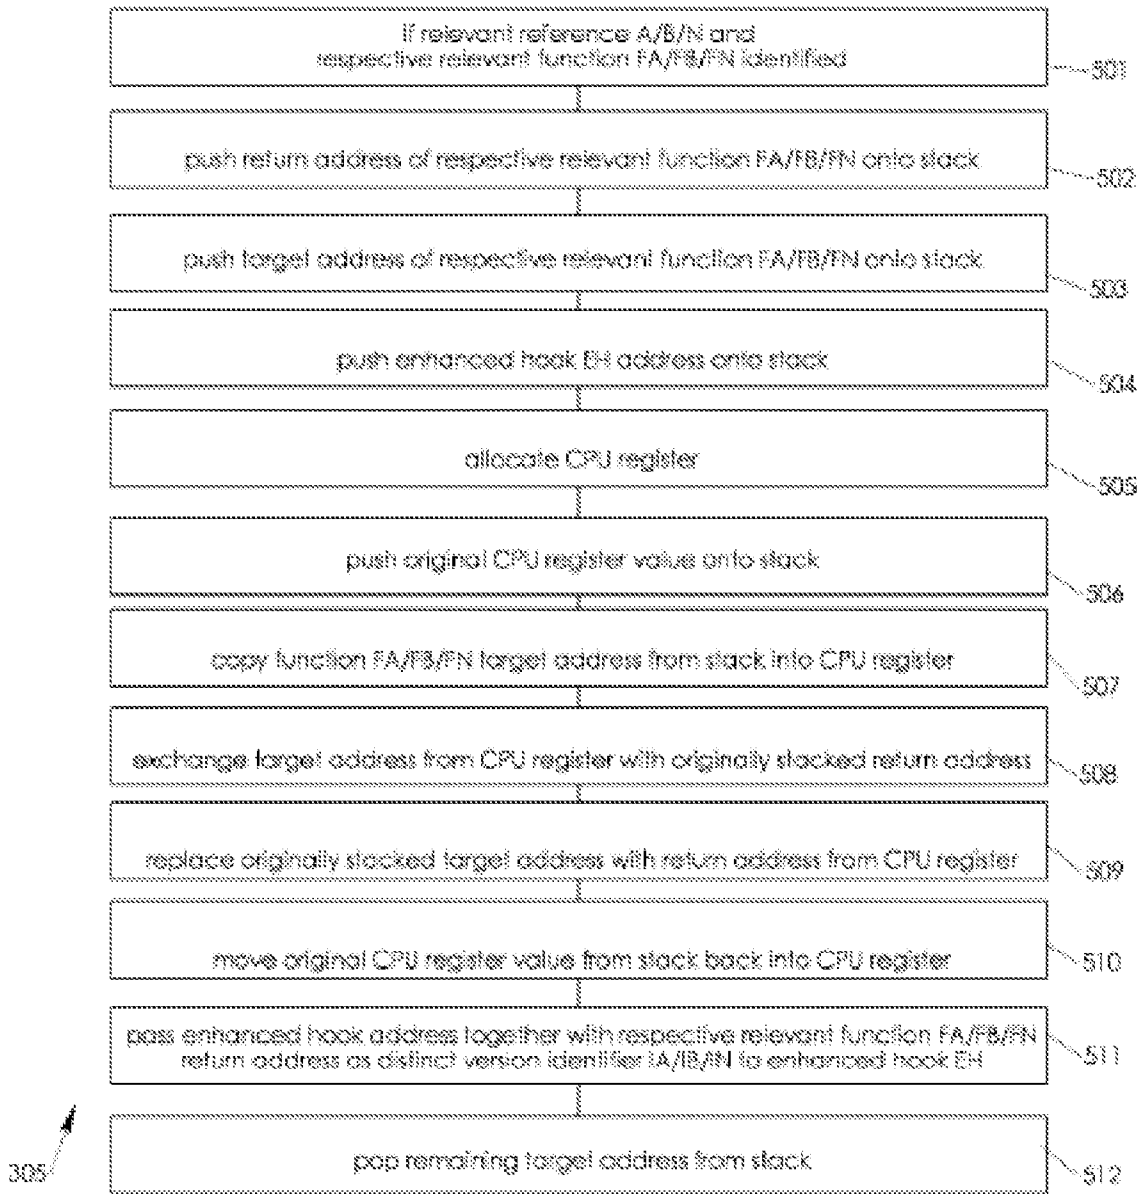 if relevant reference A/B/N and
respective relevant function FA/FB/FN identified
501
push return address of respective relevant function FA/FB/FN onto stack
502
push target address of respective relevant function FA/FB/FN onto stack
503
push enhanced hook EH address onto stack
504
allocate CPU register
505
push original CPU register value onto stack
506
copy function FA/FB/FN target address from stack into CPU register
507
exchange target address from CPU register with originally stacked return address
508
replace originally stacked target address with return address from CPU register
509
move original CPU register value from stack back into CPU register
510
pass enhanced hook address together with respective relevant function FA/FB/FN
return address as distinct version identifier IA/IB/IN to enhanced hook EH
511
pop remaining target address from stack
512
305